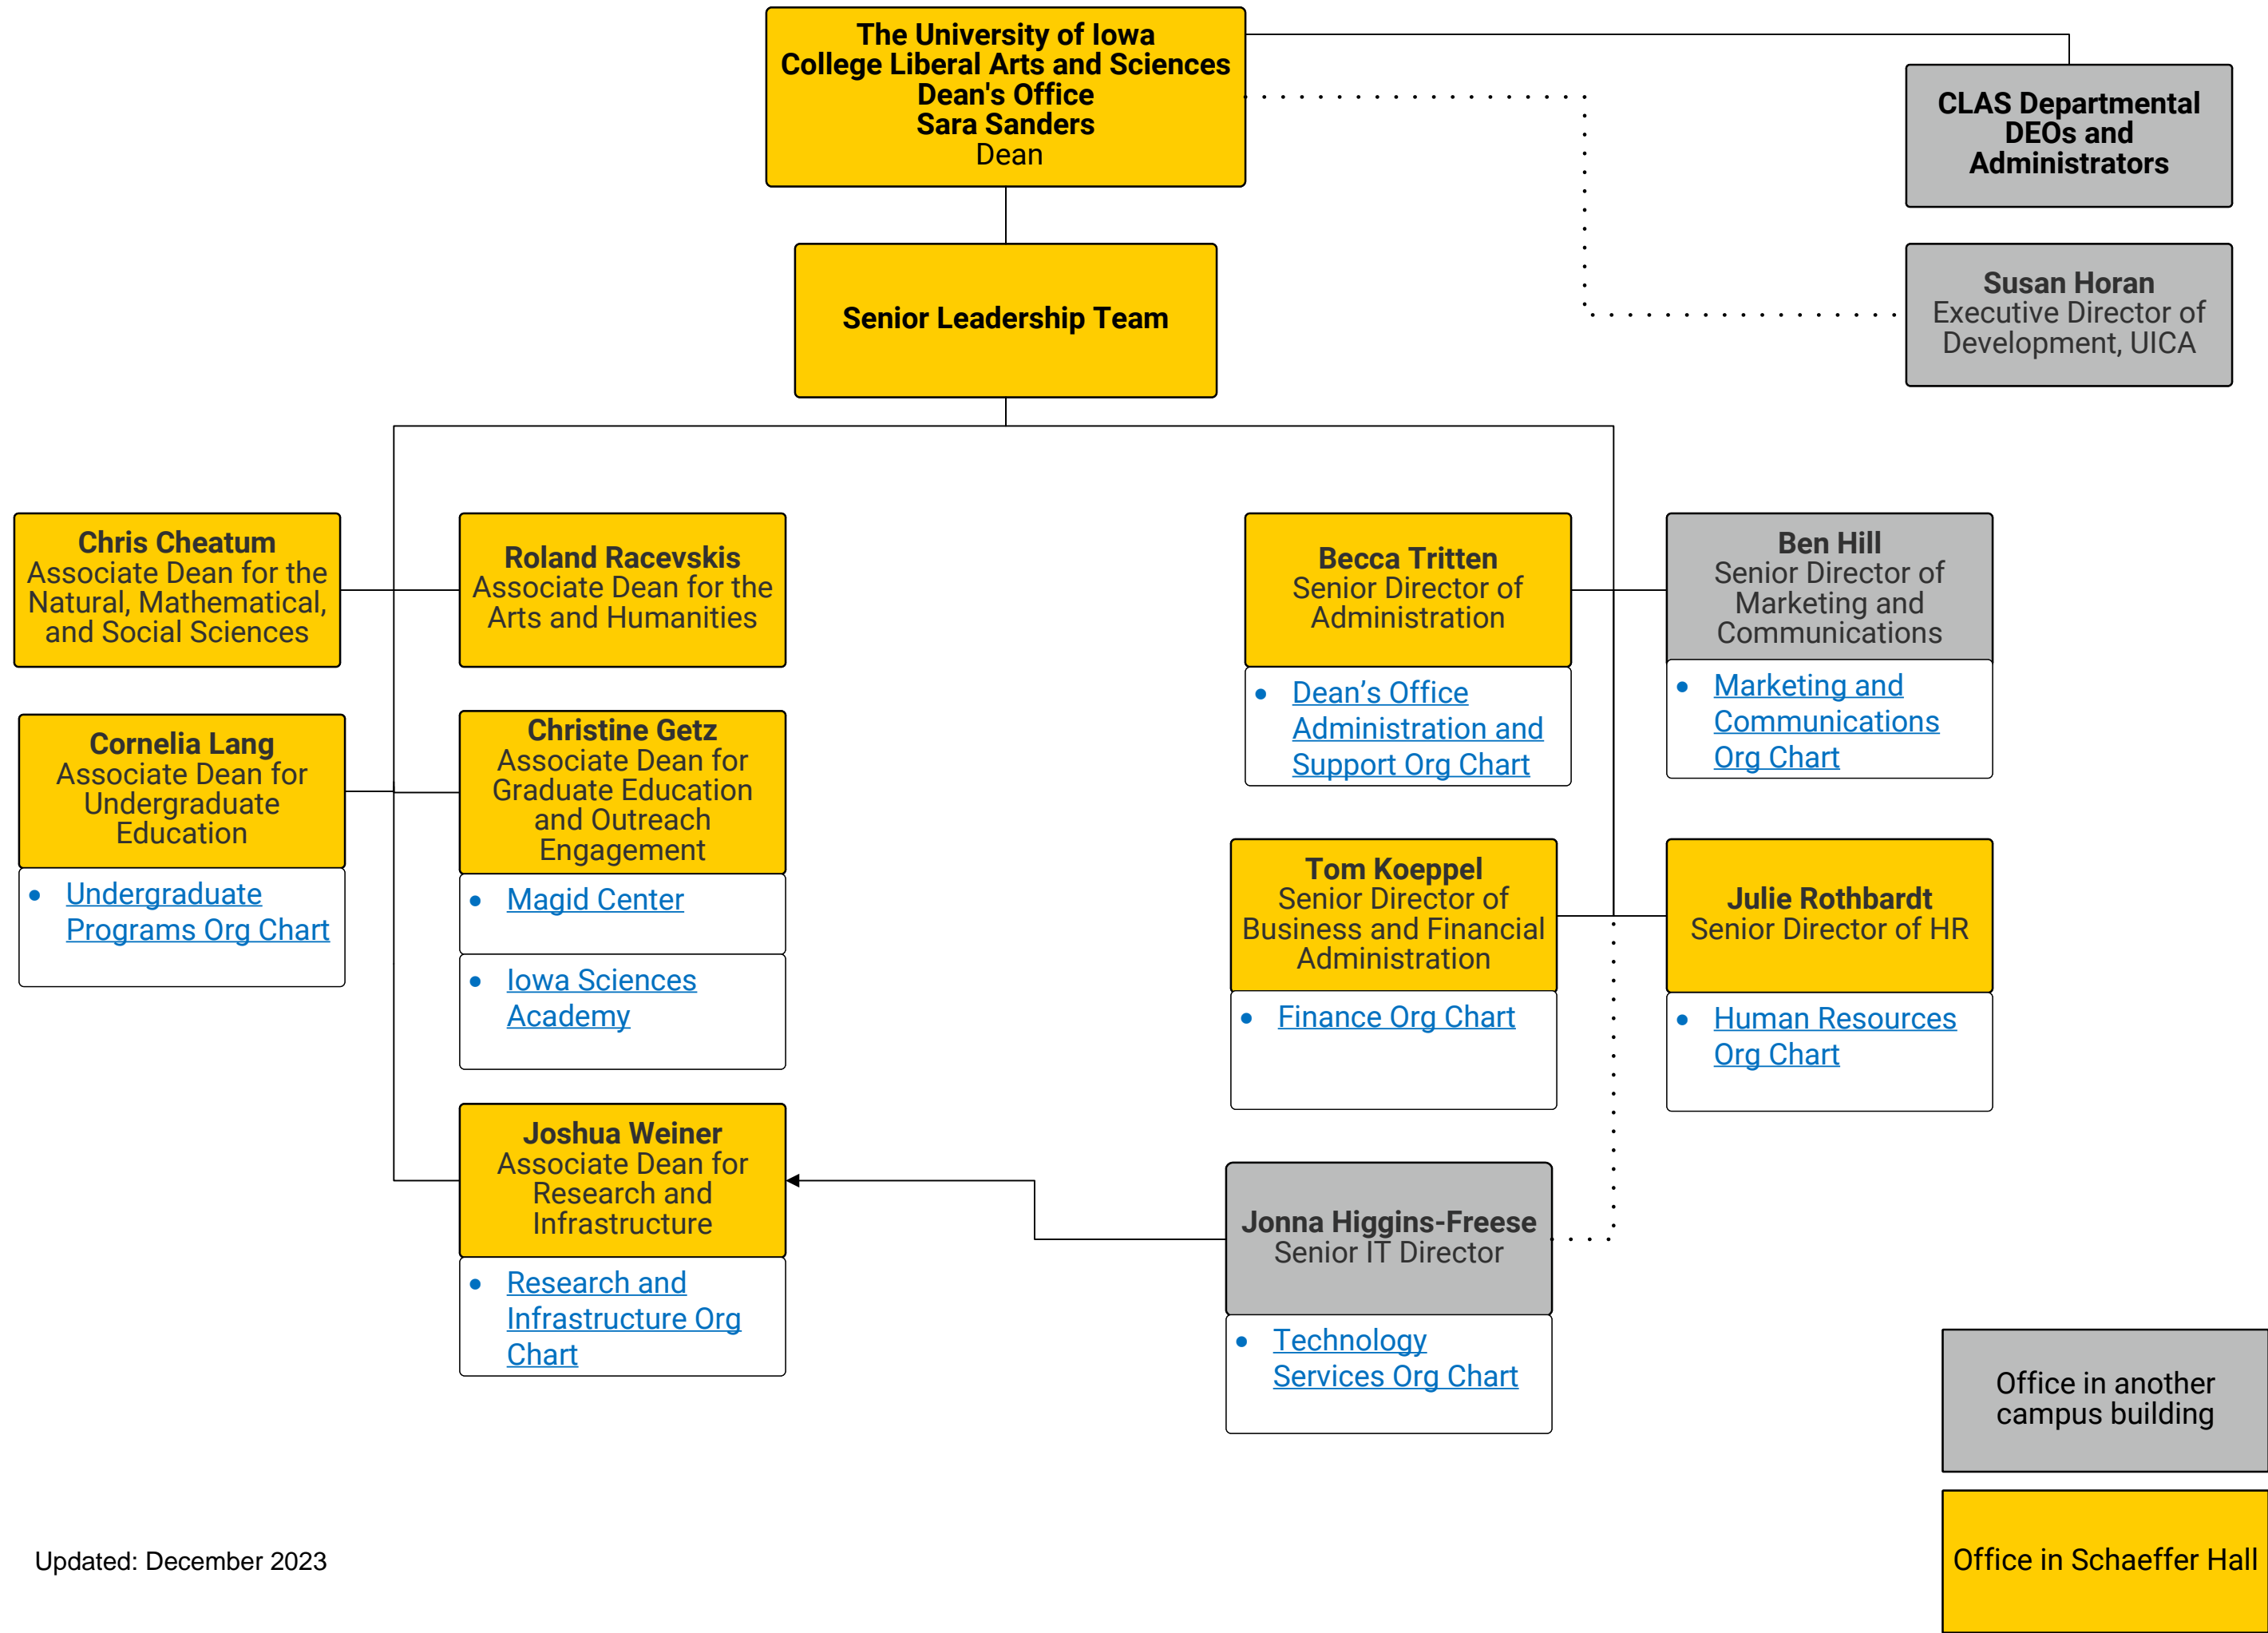 The University of Iowa
College Liberal Arts and Sciences
Dean's Office
Sara Sanders
Dean
CLAS Departmental
DEOs and
Administrators
Susan Horan
Executive Director of
Development, UICA
Senior Leadership Team
Chris Cheatum
Associate Dean for the
Natural, Mathematical,
and Social Sciences
Roland Racevskis
Associate Dean for the
Arts and Humanities
Becca Tritten
Senior Director of
Administration
• Dean’s Office
Administration and
Support Org Chart
Ben Hill
Senior Director of
Marketing and
Communications
• Marketing and
Communications
Org Chart
Cornelia Lang
Associate Dean for
Undergraduate
Education
• Undergraduate
Programs Org Chart
Christine Getz
Associate Dean for
Graduate Education
and Outreach
Engagement
• Magid Center
• Iowa Sciences
Academy
Tom Koeppel
Senior Director of
Business and Financial
Administration
• Finance Org Chart
Julie Rothbardt
Senior Director of HR
• Human Resources
Org Chart
Joshua Weiner
Associate Dean for
Research and
Infrastructure
• Research and
Infrastructure Org
Chart
Jonna Higgins-Freese
Senior IT Director
• Technology
Services Org Chart
Office in another
campus building
Office in Schaeffer Hall
Updated: December 2023